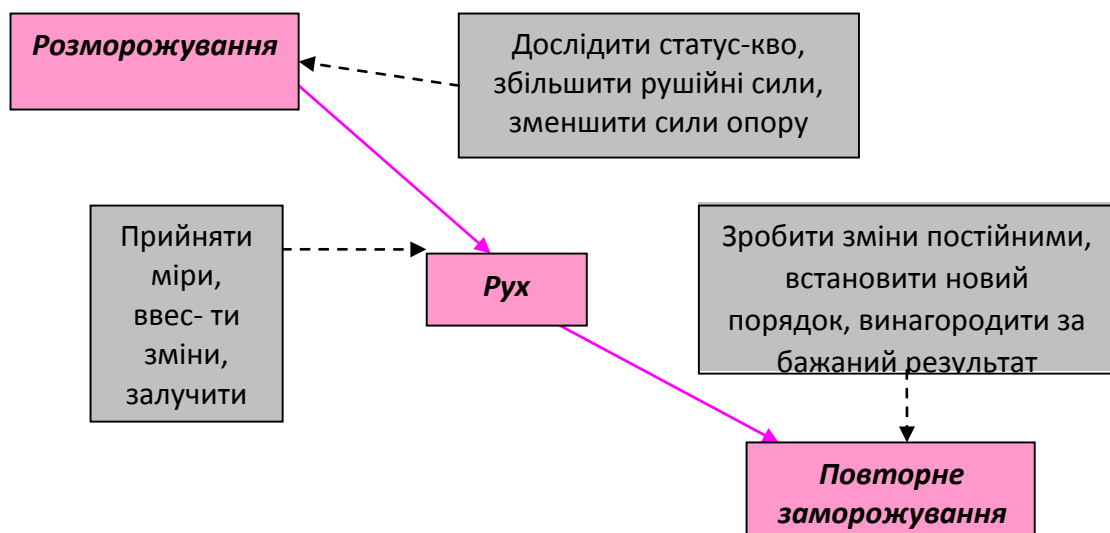 Розморожування
Дослідити статус-кво,
збільшити рушійні сили,
зменшити сили опору
Прийняти
міри,
ввес- ти
зміни,
залучити
Рух
Зробити зміни постійними,
встановити новий
порядок, винагородити за
бажаний результат
Повторне
заморожування